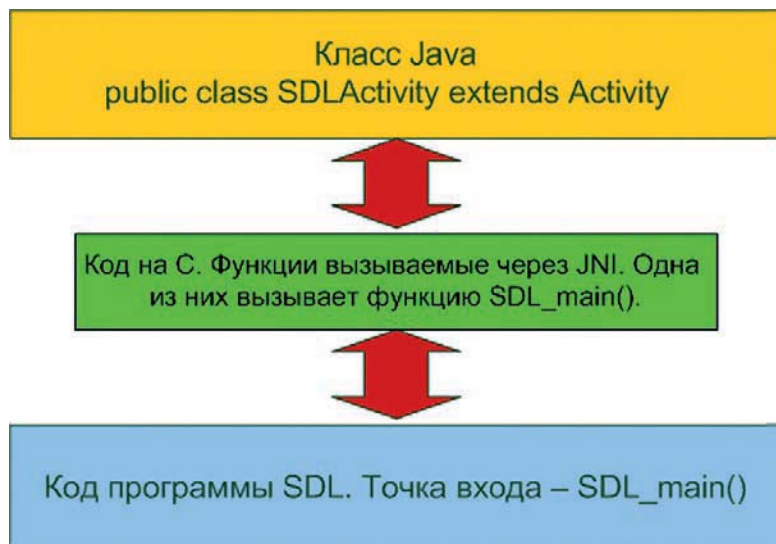 Класс Java
public class SDLActivity extends Activity
Код на C. Функции вызываемые через JNI. Одна
из них вызывает функцию SDL_main().
Код программы SDL. Точка входа – SDL_main()